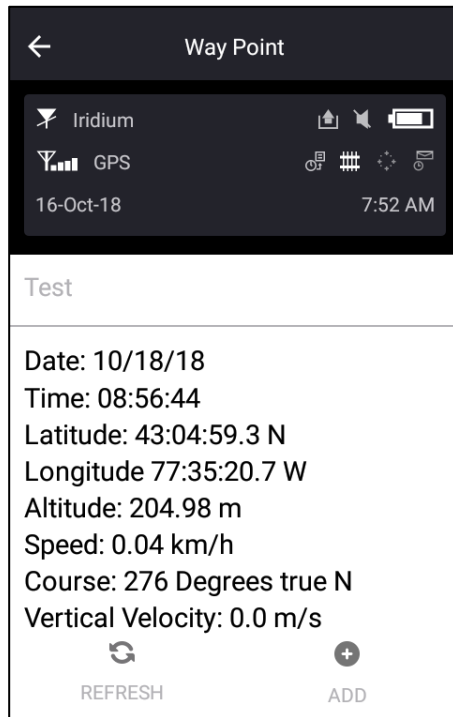 Way Point
Iridium
GPS
16-Oct-18 7:52 AM
Test
Date: 10/18/18
Time: 08:56:44
Latitude: 43:04:59.3 N
Longitude 77:35:20.7 W
Altitude: 204.98 m
Speed: 0.04 km/h
Course: 276 Degrees true N
Vertical Velocity: 0.0 m/s
REFRESH ADD